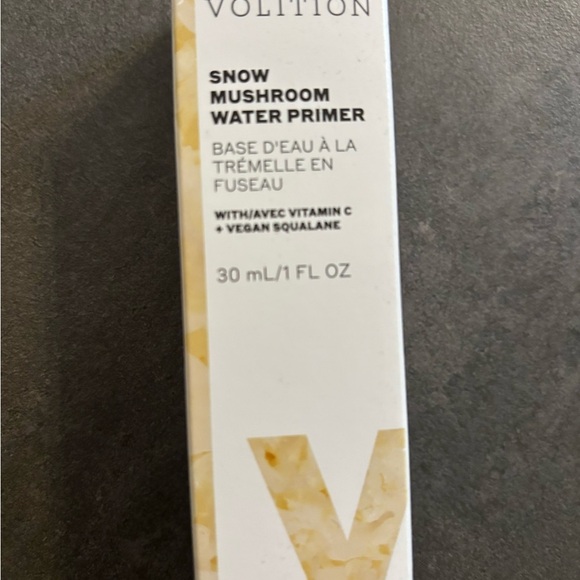 VOLITION
SNOW
MUSHROOM
WATER PRIMER
BASE D'EAU À LA
TRÉMELLE EN
FUSEAU
WITH/AVEC VITAMIN C
+ VEGAN SQUALANE
30 mL/1 FL OZ
V